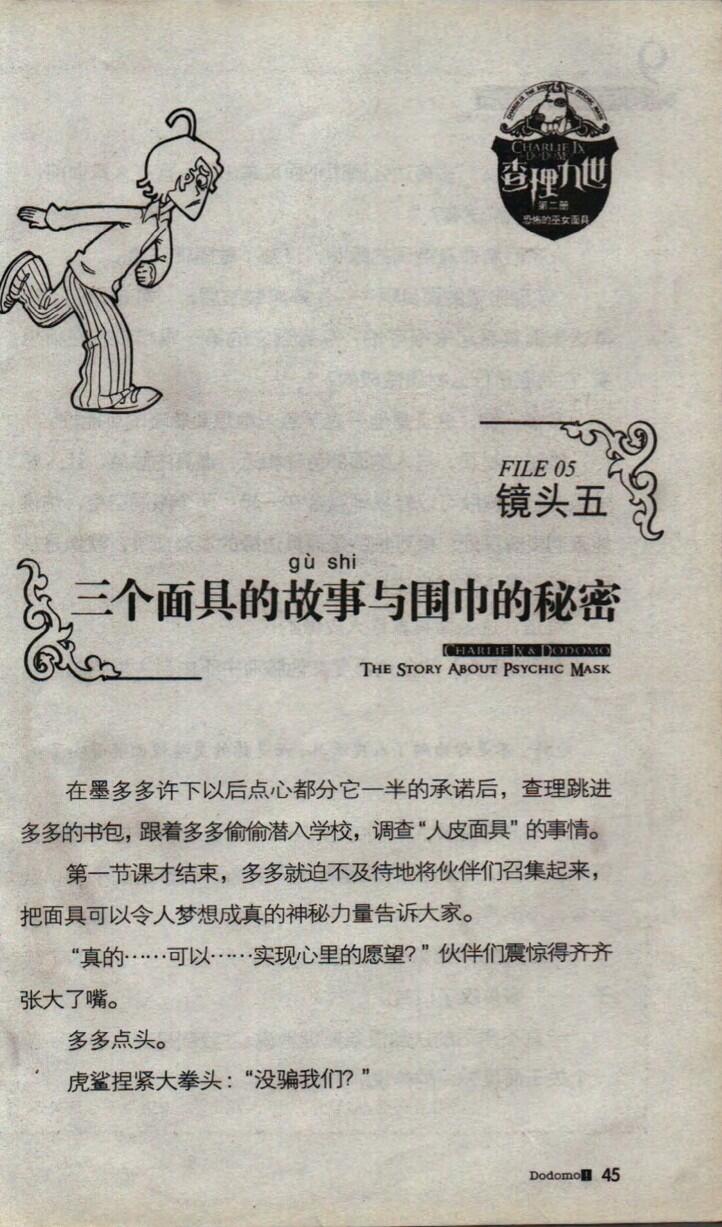 CHARLIE IX
& DODOMO
查理九世
第二册
恐怖的巫女面具
FILE 05
镜头五
gù shi
三个面具的故事与围巾的秘密
CHARLIE IX & DODOMO
THE STORY ABOUT PSYCHIC MASK
在墨多多许下以后点心都分它一半的承诺后，查理跳进
多多的书包，跟着多多偷偷潜入学校，调查“人皮面具”的事情。
第一节课才结束，多多就迫不及待地将伙伴们召集起来，
把面具可以令人梦想成真的神秘力量告诉大家。
“真的……可以……实现心里的愿望？”伙伴们震惊得齐齐
张大了嘴。
多多点头。
虎鲨捏紧大拳头：“没骗我们？”
Dodomo! 45